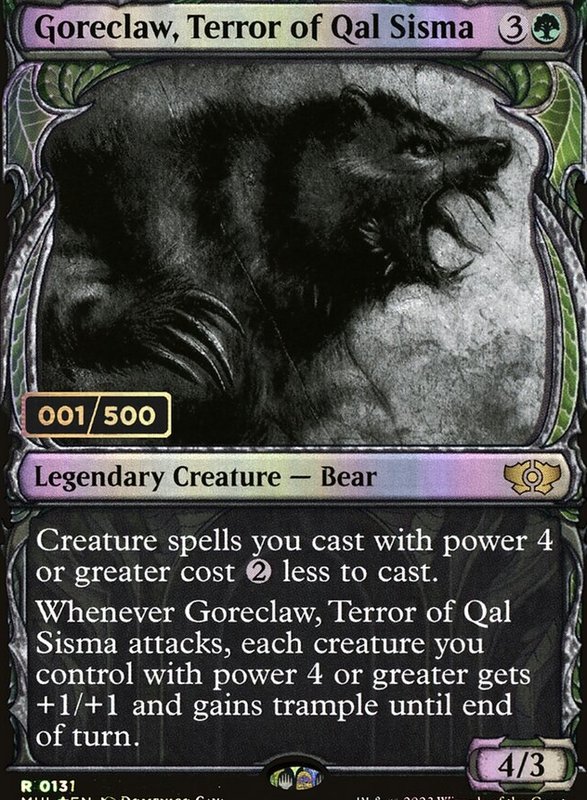 Goreclaw, Terror of Qal Sisma 3
001/500
Legendary Creature — Bear
Creature spells you cast with power 4
or greater cost 2 less to cast.
Whenever Goreclaw, Terror of Qal
Sisma attacks, each creature you
control with power 4 or greater gets
+1/+1 and gains trample until end
of turn.
4/3
R 0131